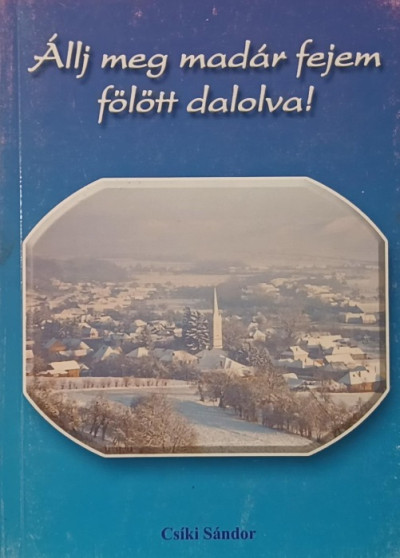 Állj meg madár fejem
fölött dalolva!
Csíki Sándor